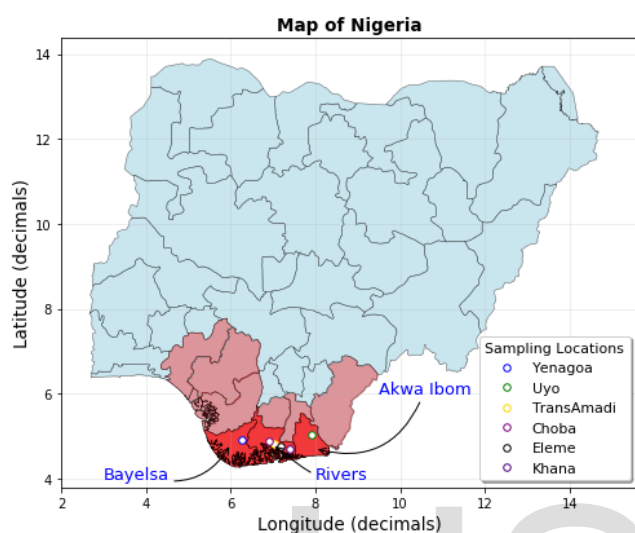 Map of Nigeria
14
12
10
8
6
4
Latitude (decimals)
Akwa Ibom
Bayelsa
Rivers
Sampling Locations
Yenagoa
Uyo
TransAmadi
Choba
Eleme
Khana
2
4
6
8
10
12
14
Longitude (decimals)